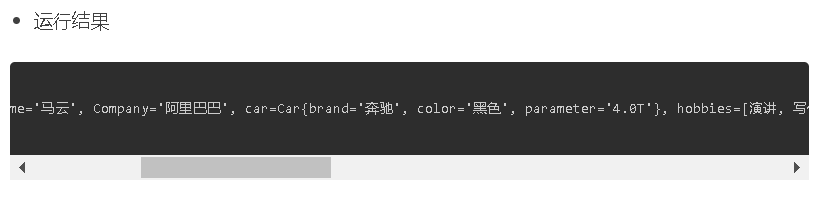 运行结果
me='马云', Company='阿里巴巴', car=Car{brand='奔驰', color='黑色', parameter='4.0T'}, hobbies=[演讲, 写